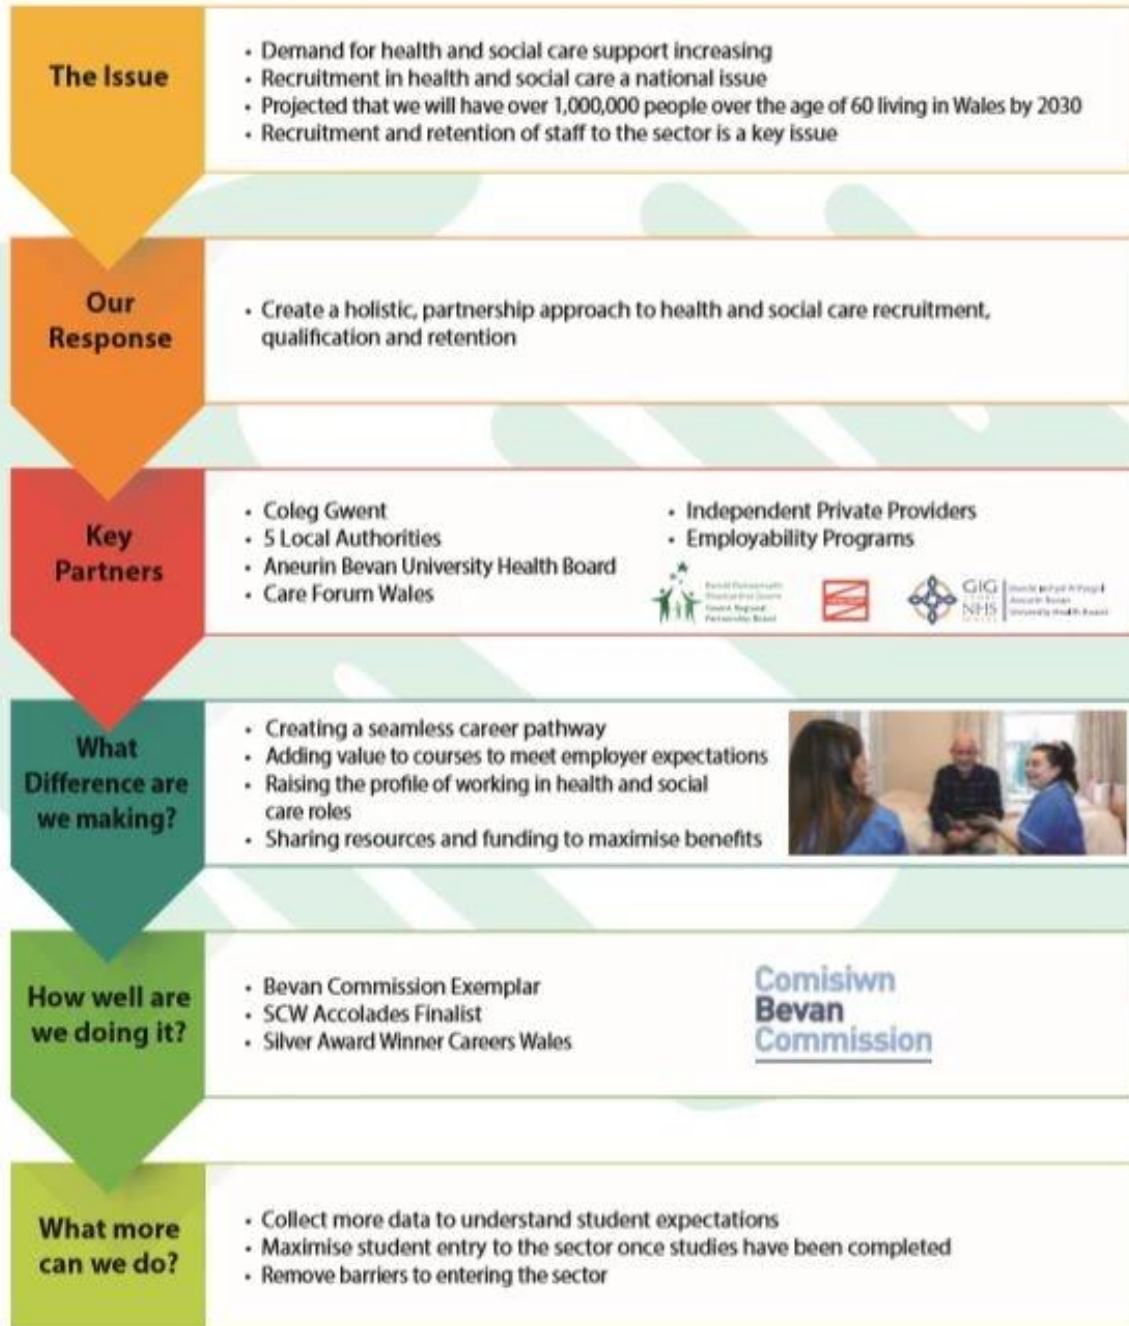 The Issue
• Demand for health and social care support increasing
• Recruitment in health and social care a national issue
• Projected that we will have over 1,000,000 people over the age of 60 living in Wales by 2030
• Recruitment and retention of staff to the sector is a key issue
Our
Response
• Create a holistic, partnership approach to health and social care recruitment,
qualification and retention
Key
Partners
• Coleg Gwent
• 5 Local Authorities
• Aneurin Bevan University Health Board
• Care Forum Wales
• Independent Private Providers
• Employability Programs
GIG
NHS
Aneurin Bevan
University Health Board
What
Difference are
we making?
• Creating a seamless career pathway
• Adding value to courses to meet employer expectations
• Raising the profile of working in health and social
care roles
• Sharing resources and funding to maximise benefits
How well are
we doing it?
• Bevan Commission Exemplar
• SCW Accolades Finalist
• Silver Award Winner Careers Wales
Comisiwn
Bevan
Commission
What more
can we do?
• Collect more data to understand student expectations
• Maximise student entry to the sector once studies have been completed
• Remove barriers to entering the sector